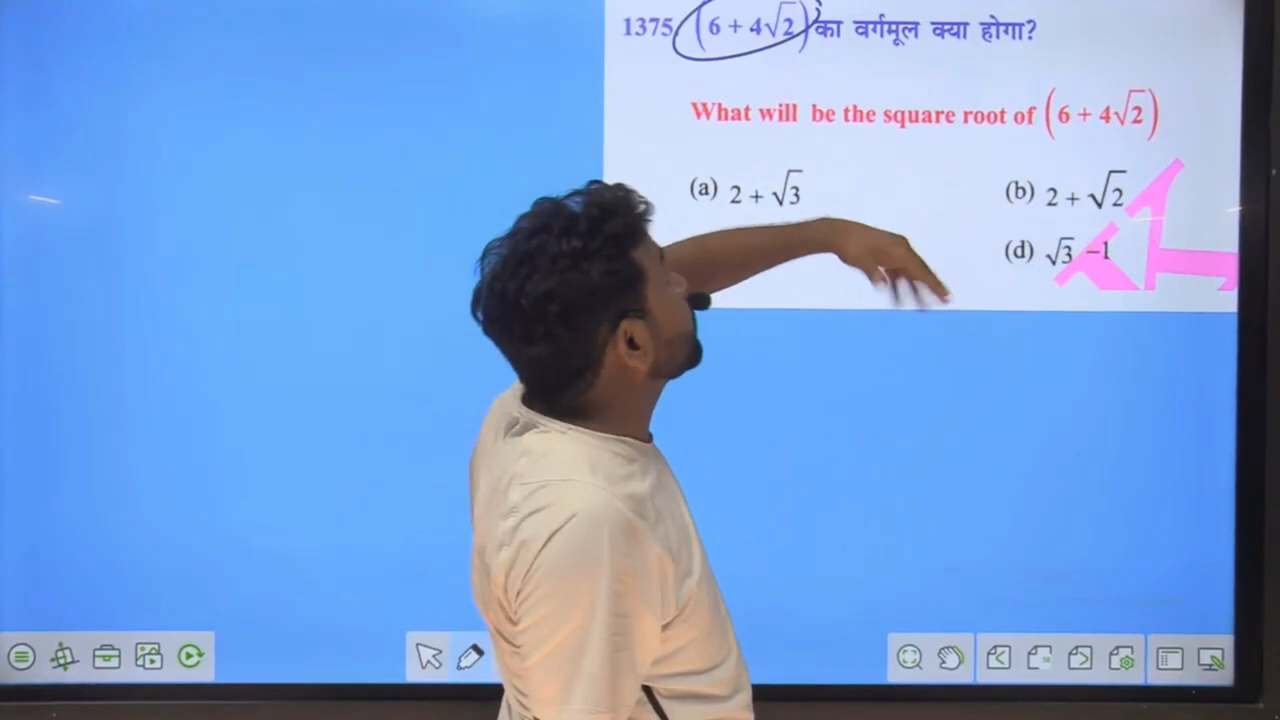 1375. (6 + 4√2) का वर्गमूल क्या होगा?
What will be the square root of (6 + 4√2)
(a) 2 + √3
(b) 2 + √2
(d) √3 −1